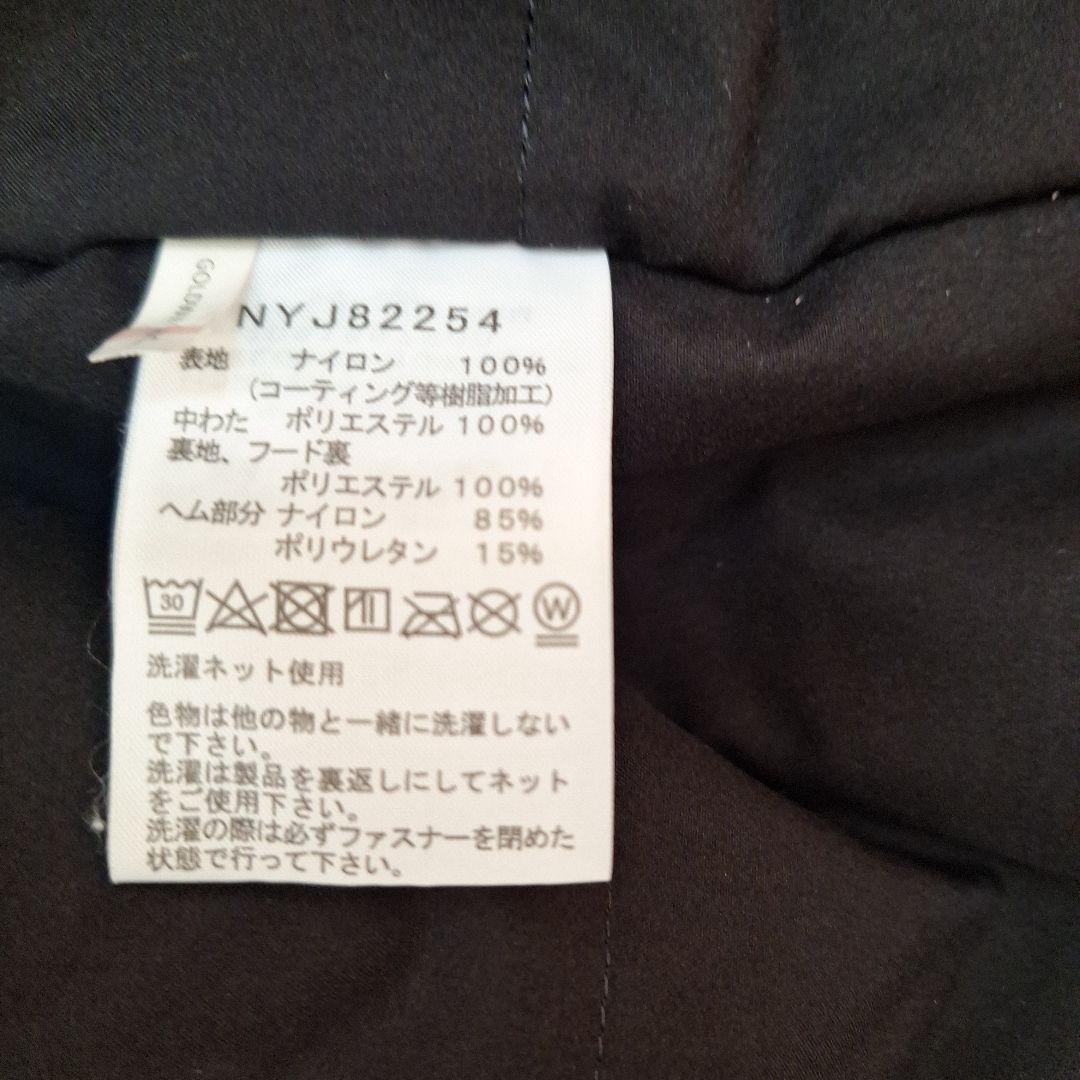 NYJ82254
表地 ナイロン 100%
(コーティング等樹脂加工)
中わた ポリエステル 100%
裏地、フード裏
ポリエステル 100%
ヘム部分 ナイロン 85%
ポリウレタン 15%
30 W
洗濯ネット使用
色物は他の物と一緒に洗濯しない
で下さい。
洗濯は製品を裏返しにしてネット
をご使用下さい。
洗濯の際は必ずファスナーを閉めた
状態で行って下さい。